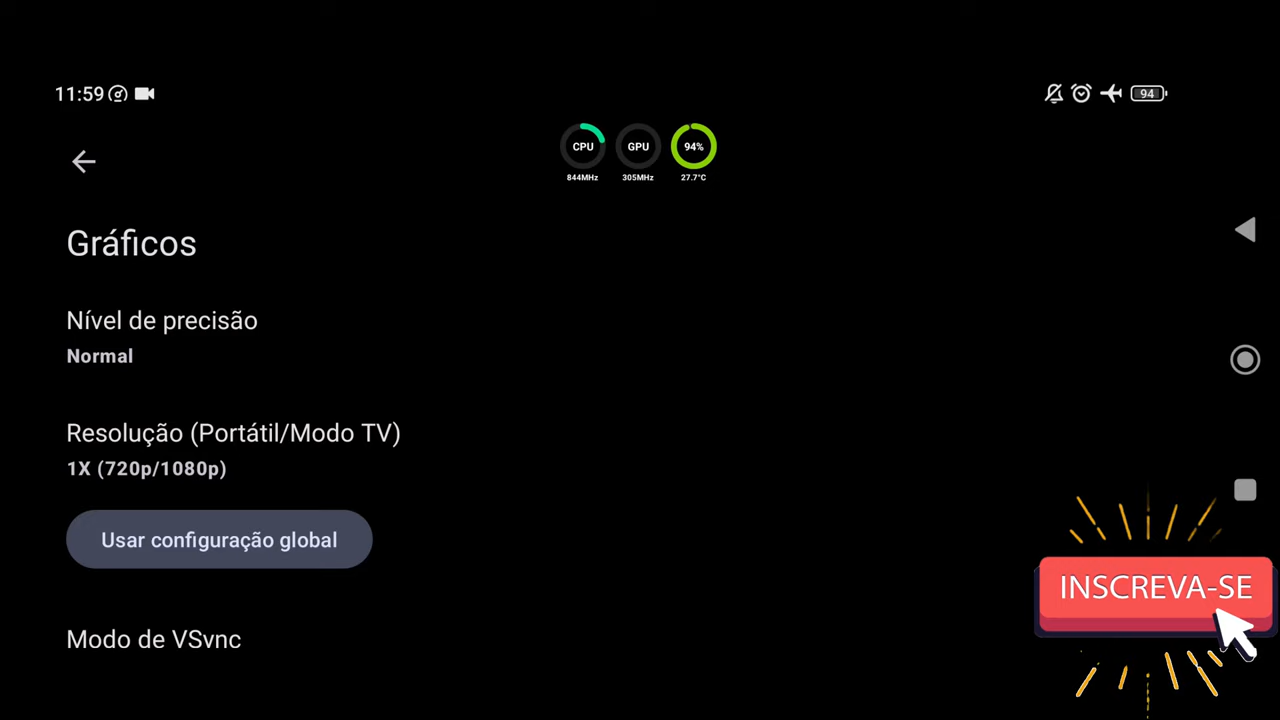 11:59
94
CPU GPU 94%
844MHz 305MHz 27.7°C
Gráficos
Nível de precisão
Normal
Resolução (Portátil/Modo TV)
1X (720p/1080p)
Usar configuração global
INSCREVA-SE
Modo de VSync